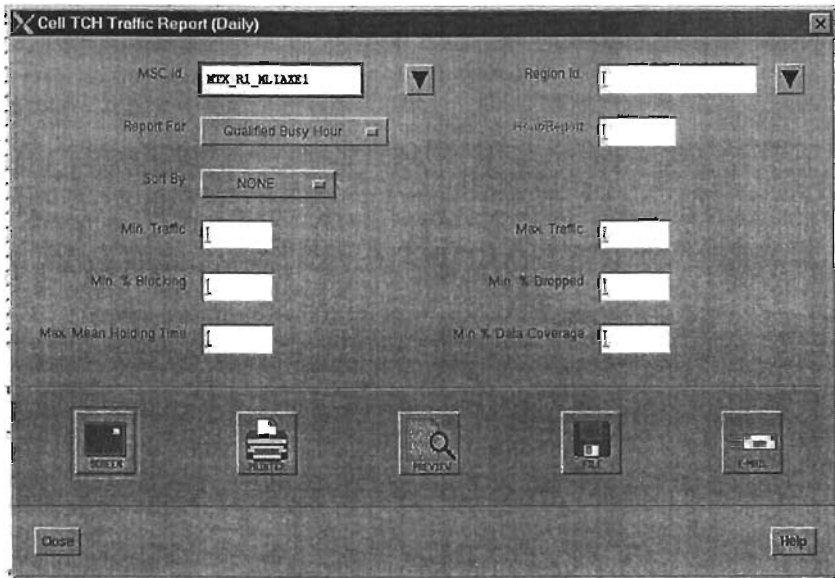 Cell TCH Traffic Report (Daily)
MSC Id. MTX_R1_MLIAXE1 Region Id.
Report For Qualified Busy Hour
Sort By NONE
Min. Traffic Max. Traffic
Min. % Blocking Min. % Dropped
Max. Mean Holding Time Min % Data Coverage
SCREEN PRINTER PREVIEW FILE E-MAIL
Close Help